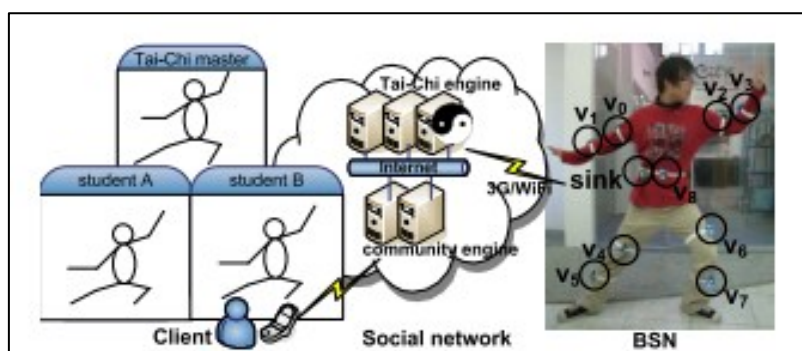 Tai-Chi master
student A
student B
Client
Tai-Chi engine
Internet
community engine
Social network
3G/WiFi
sink
V1
V0
V2
V3
V8
V4
V5
V6
V7
BSN